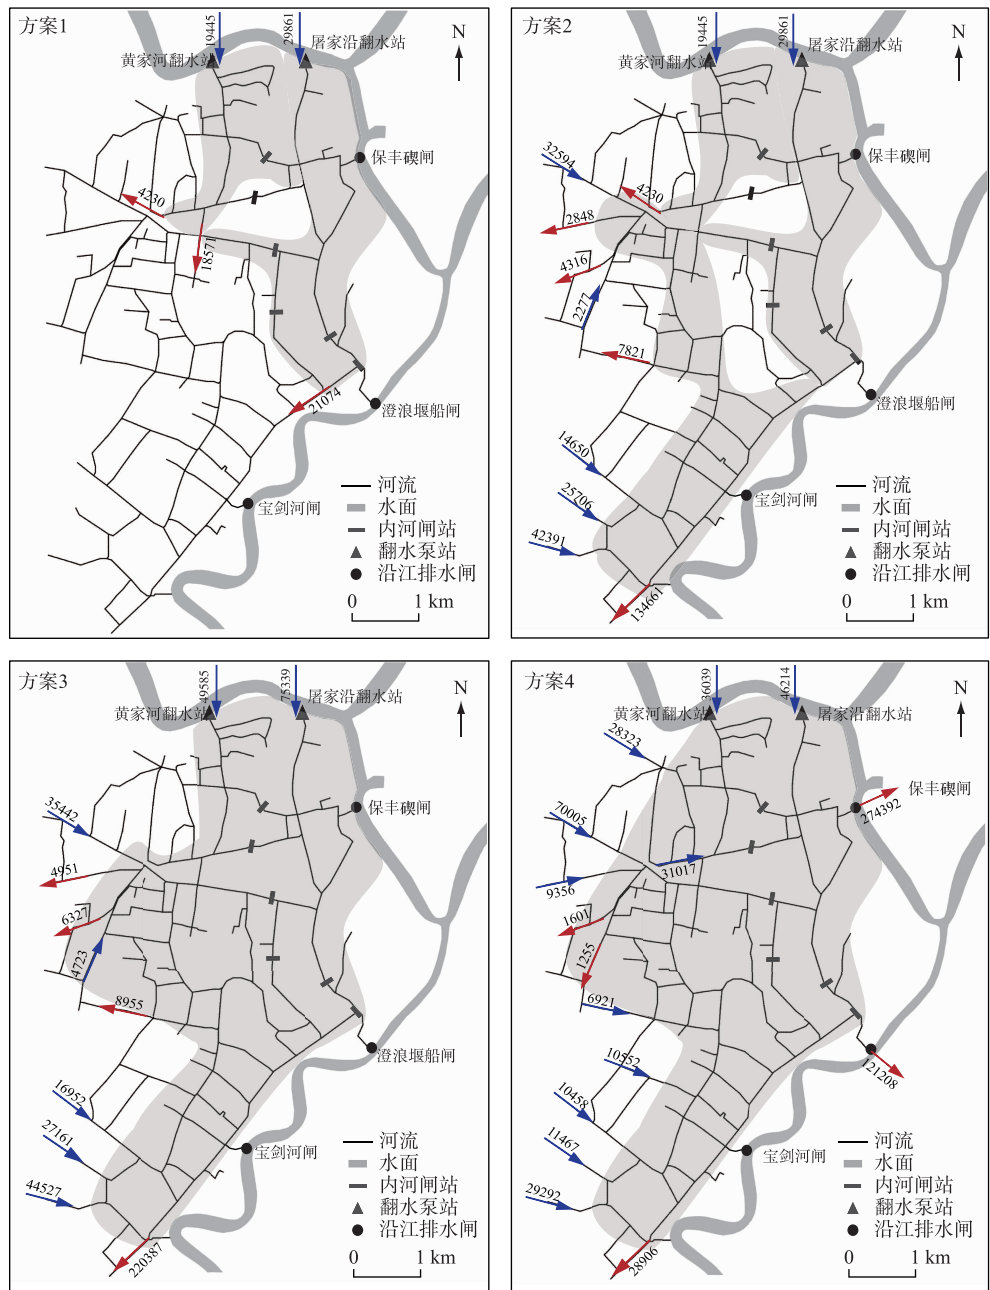 方案1
19445
29861
屠家沿翻水站
黄家河翻水站
N
保丰碶闸
4230
18571
21074
澄浪堰船闸
宝剑河闸
河流
水面
内河闸站
翻水泵站
沿江排水闸
0 1 km
方案2
19445
29861
屠家沿翻水站
黄家河翻水站
N
保丰碶闸
32594
4230
2848
4316
2277
7821
澄浪堰船闸
14650
25706
42391
134661
宝剑河闸
河流
水面
内河闸站
翻水泵站
沿江排水闸
0 1 km
方案3
49585
75339
屠家沿翻水站
黄家河翻水站
N
保丰碶闸
35442
4951
6327
4723
8955
澄浪堰船闸
16952
27161
44527
220387
宝剑河闸
河流
水面
内河闸站
翻水泵站
沿江排水闸
0 1 km
方案4
36039
46214
屠家沿翻水站
黄家河翻水站
N
28323
保丰碶闸
274392
70005
31017
9356
1601
1255
6921
10552
121208
10458
11467
29292
28906
宝剑河闸
河流
水面
内河闸站
翻水泵站
沿江排水闸
0 1 km